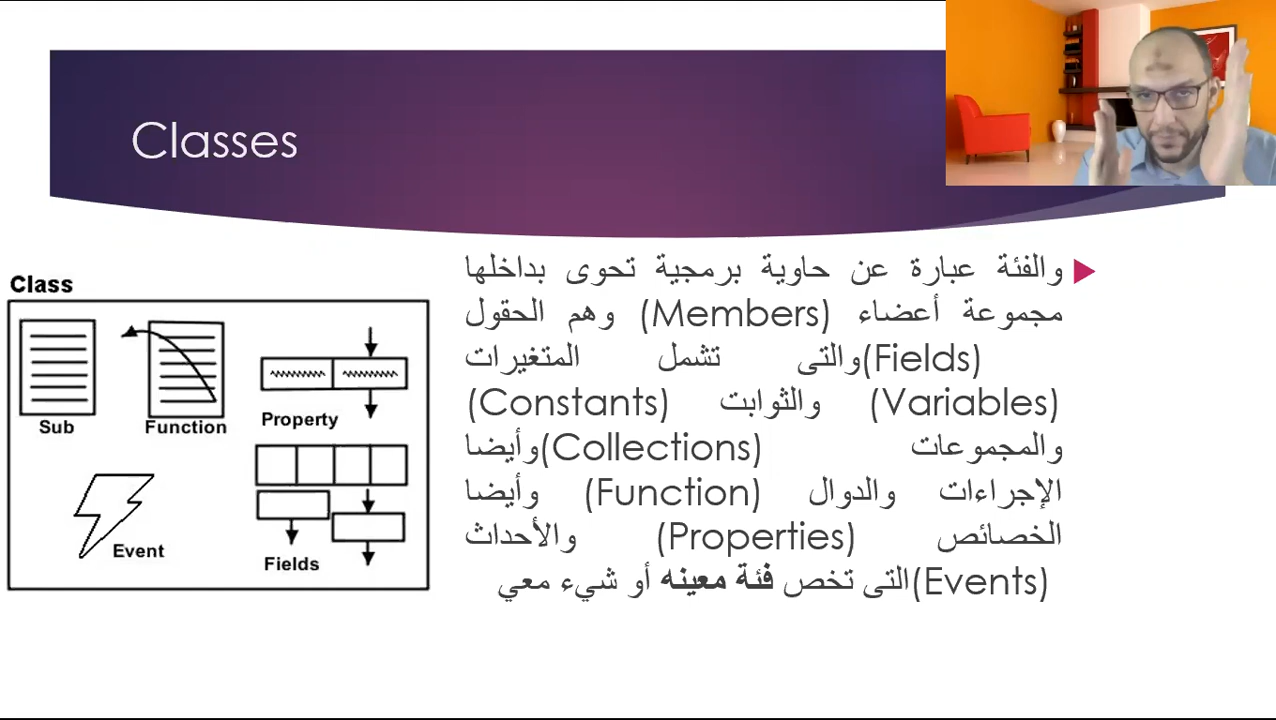 Classes
والفئة عبارة عن حاوية برمجية تحوى بداخلها
مجموعة أعضاء (Members) وهم الحقول
(Fields)والتى تشمل المتغيرات
(Variables) والثوابت (Constants)
والمجموعات (Collections)وأيضا
الإجراءات والدوال (Function) وأيضا
الخصائص (Properties) والأحداث
(Events)التى تخص فئة معينه أو شيء معي
Class
Sub
Function
Property
Event
Fields